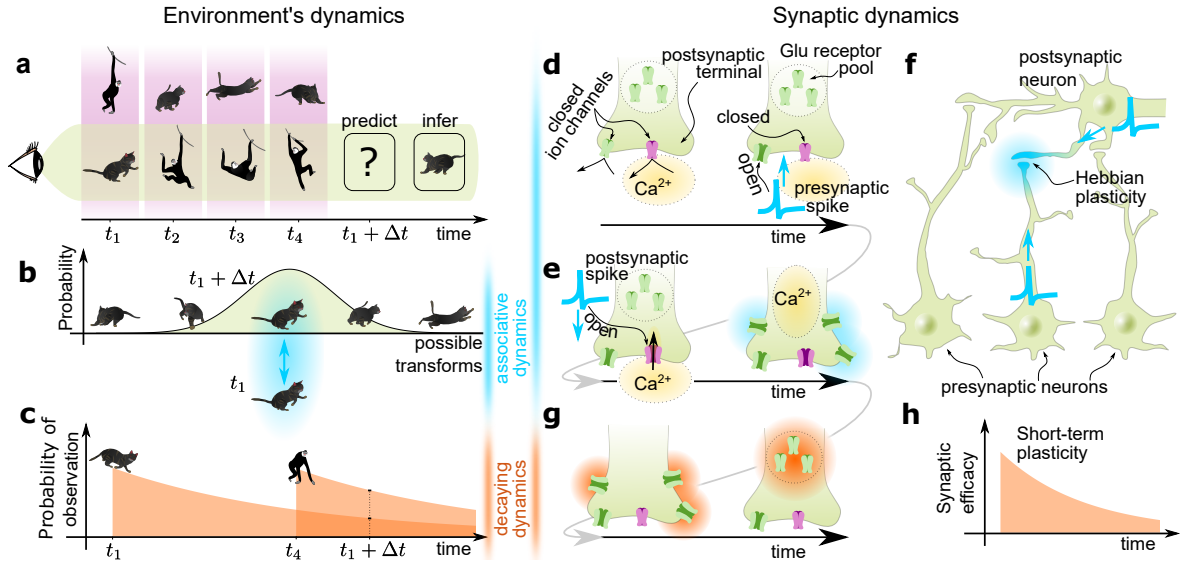 Environment's dynamics
Synaptic dynamics
a
predict
infer
?
t1
t2
t3
t4
t1 + Δt
time
b
Probability
t1 + Δt
possible
transforms
t1
associative
dynamics
c
Probability of
observation
t1
t4
t1 + Δt
time
decaying
dynamics
d
closed
ion channels
postsynaptic
terminal
Ca2+
Glu receptor
pool
closed
open
presynaptic
spike
time
e
postsynaptic
spike
open
Ca2+
Ca2+
time
f
postsynaptic
neuron
Hebbian
plasticity
presynaptic neurons
g
time
h
Synaptic
efficacy
Short-term
plasticity
time